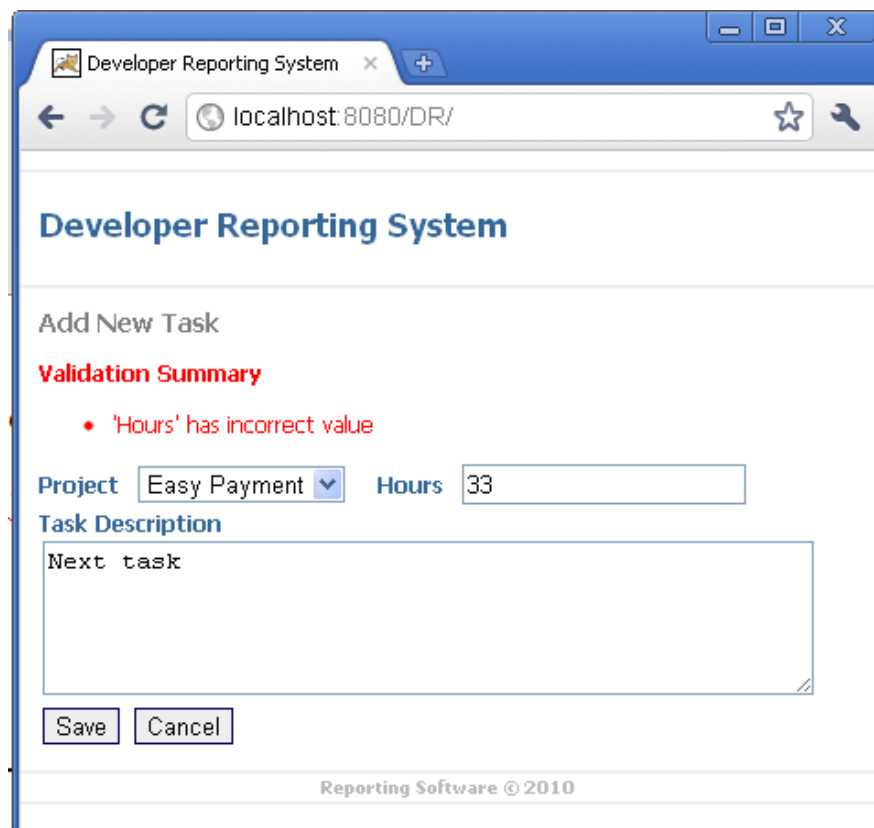 Developer Reporting System
localhost:8080/DR/
Developer Reporting System
Add New Task
Validation Summary
• 'Hours' has incorrect value
Project Easy Payment Hours 33
Task Description
Next task
Save Cancel
Reporting Software © 2010